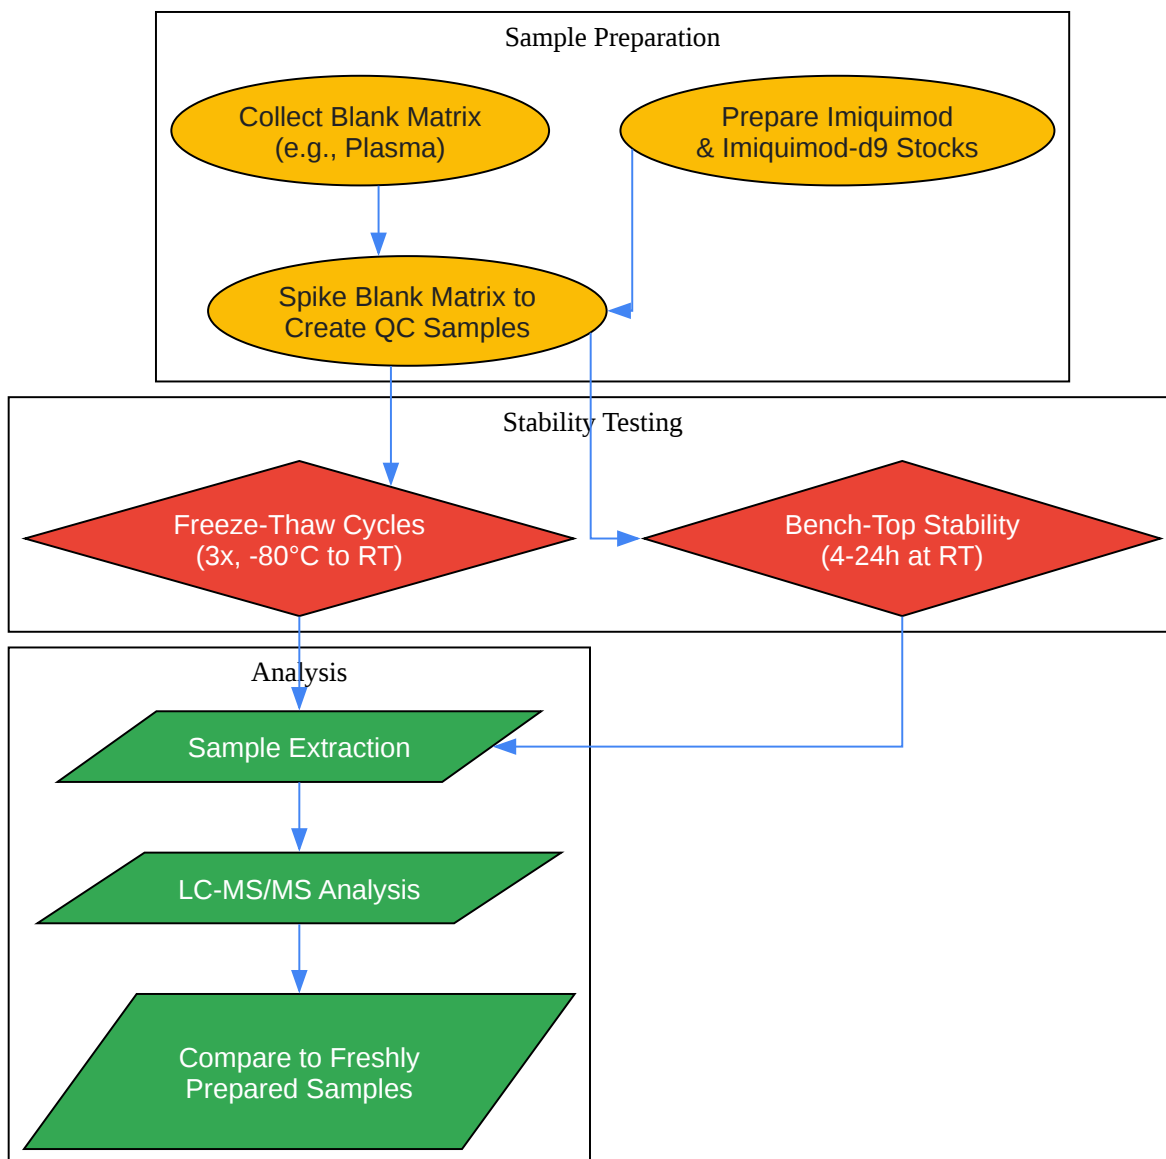 Sample Preparation
Collect Blank Matrix
(e.g., Plasma)
Prepare Imiquimod
& Imiquimod-d9 Stocks
Spike Blank Matrix to
Create QC Samples
Stability Testing
Freeze-Thaw Cycles
(3x, -80°C to RT)
Bench-Top Stability
(4-24h at RT)
Analysis
Sample Extraction
LC-MS/MS Analysis
Compare to Freshly
Prepared Samples